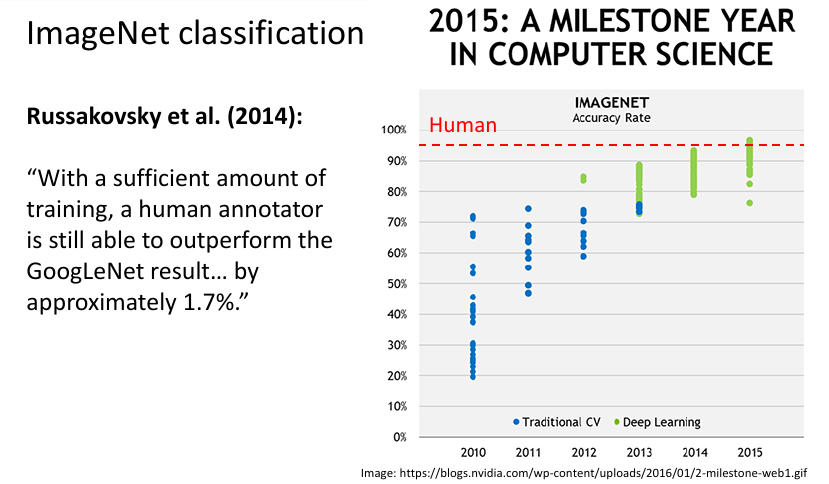 ImageNet classification
Russakovsky et al. (2014):
“With a sufficient amount of
training, a human annotator
is still able to outperform the
GoogLeNet result… by
approximately 1.7%.”
2015: A MILESTONE YEAR
IN COMPUTER SCIENCE
IMAGENET
Accuracy Rate
Human
100%
90%
80%
70%
60%
50%
40%
30%
20%
10%
0%
Traditional CV Deep Learning
2010 2011 2012 2013 2014 2015
Image: https://blogs.nvidia.com/wp-content/uploads/2016/01/2-milestone-web1.gif